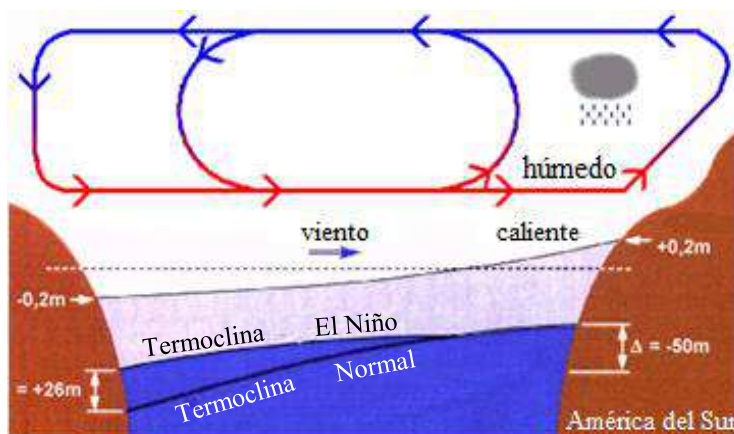 húmedo
viento
caliente
+0,2m
-0,2m
Termoclina El Niño
Termoclina Normal
= +26m
Δ = -50m
América del Sur